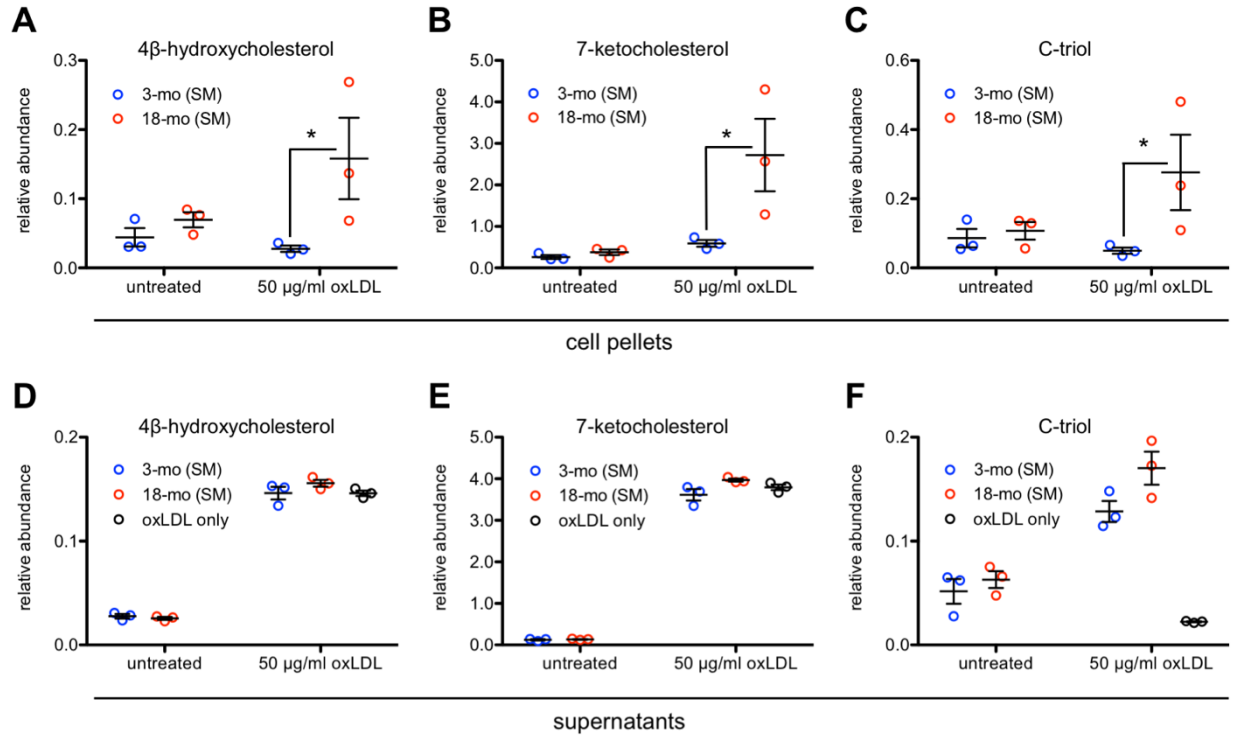 A
4β-hydroxycholesterol
relative abundance
0.3
0.2
0.1
0.0
3-mo (SM)
18-mo (SM)
*
untreated
50 µg/ml oxLDL
B
7-ketocholesterol
relative abundance
5.0
4.0
3.0
2.0
1.0
0.0
3-mo (SM)
18-mo (SM)
*
untreated
50 µg/ml oxLDL
C
C-triol
relative abundance
0.6
0.4
0.2
0.0
3-mo (SM)
18-mo (SM)
*
untreated
50 µg/ml oxLDL
cell pellets
D
4β-hydroxycholesterol
relative abundance
0.2
0.1
0.0
3-mo (SM)
18-mo (SM)
oxLDL only
untreated
50 µg/ml oxLDL
E
7-ketocholesterol
relative abundance
5.0
4.0
3.0
2.0
1.0
0.0
3-mo (SM)
18-mo (SM)
oxLDL only
untreated
50 µg/ml oxLDL
F
C-triol
relative abundance
0.2
0.1
0.0
3-mo (SM)
18-mo (SM)
oxLDL only
untreated
50 µg/ml oxLDL
supernatants